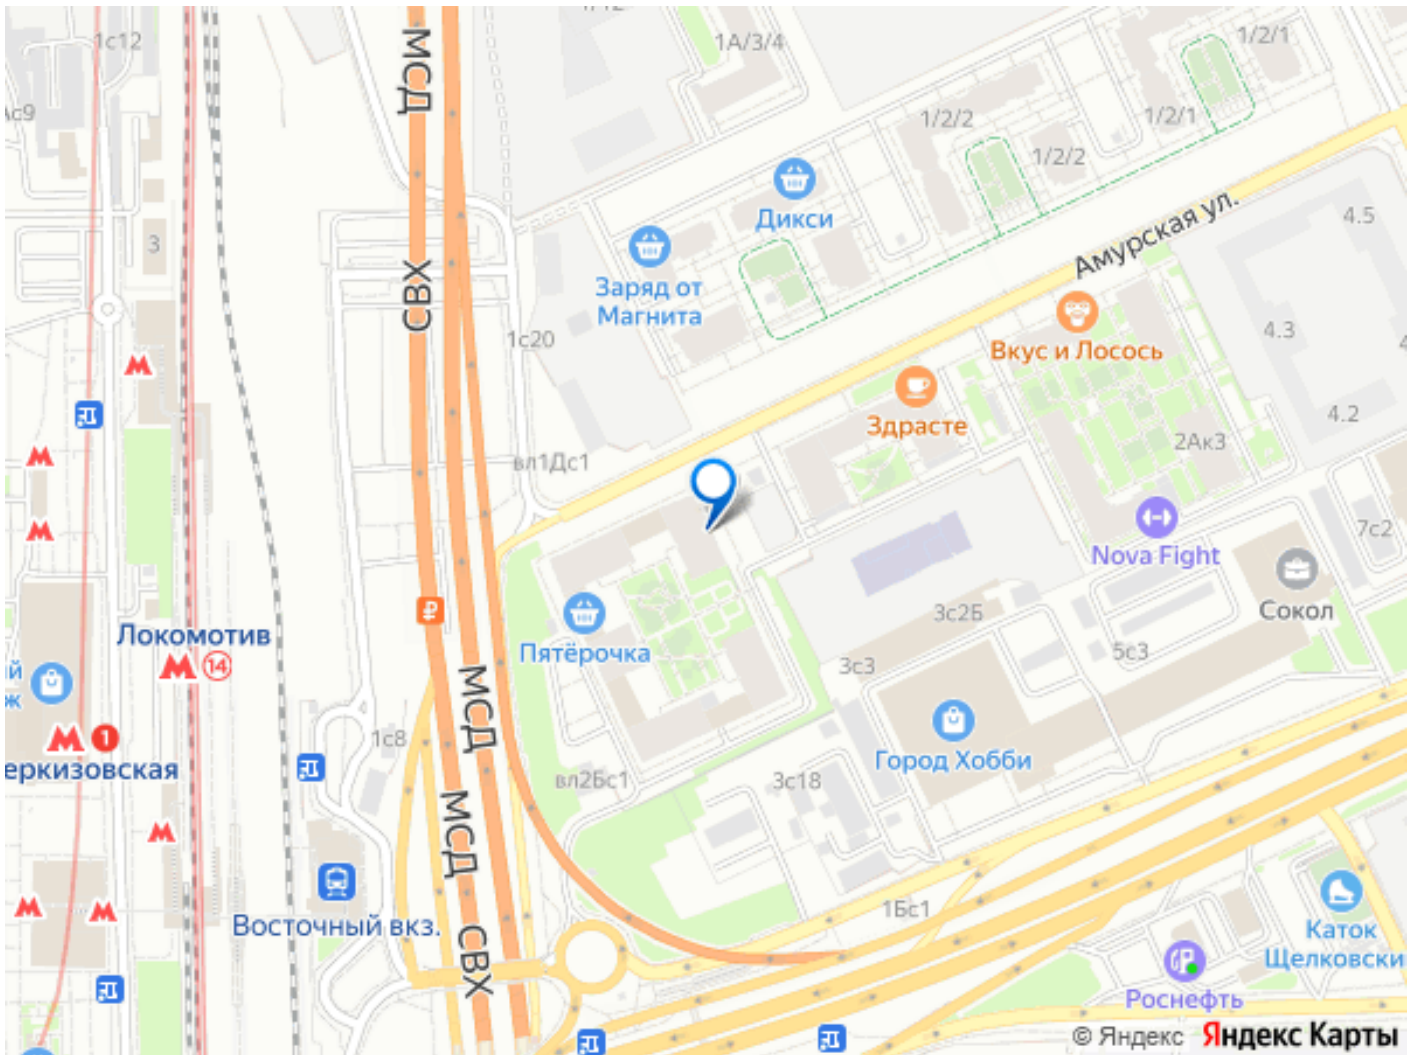 1с12
1/12
1А/3/4
1/2/1
МСД
1/2/2
1/2/1
1/2/2
Дикси
Амурская ул.
4.5
3
СВХ
Заряд от
Магнита
1с20
Вкус и Лосось
4.3
4.2
Здрасте
2Ак3
вл1Дс1
7с2
Nova Fight
Сокол
3с2Б
5с3
3с3
Пятёрочка
Локомотив
14
МСД
1с8
1
еркизовская
Город Хобби
вл2Бс1
3с18
МСД
1Бс1
Восточный вкз.
СВХ
Каток
Щелковски
Роснефть
© Яндекс Яндекс Карты